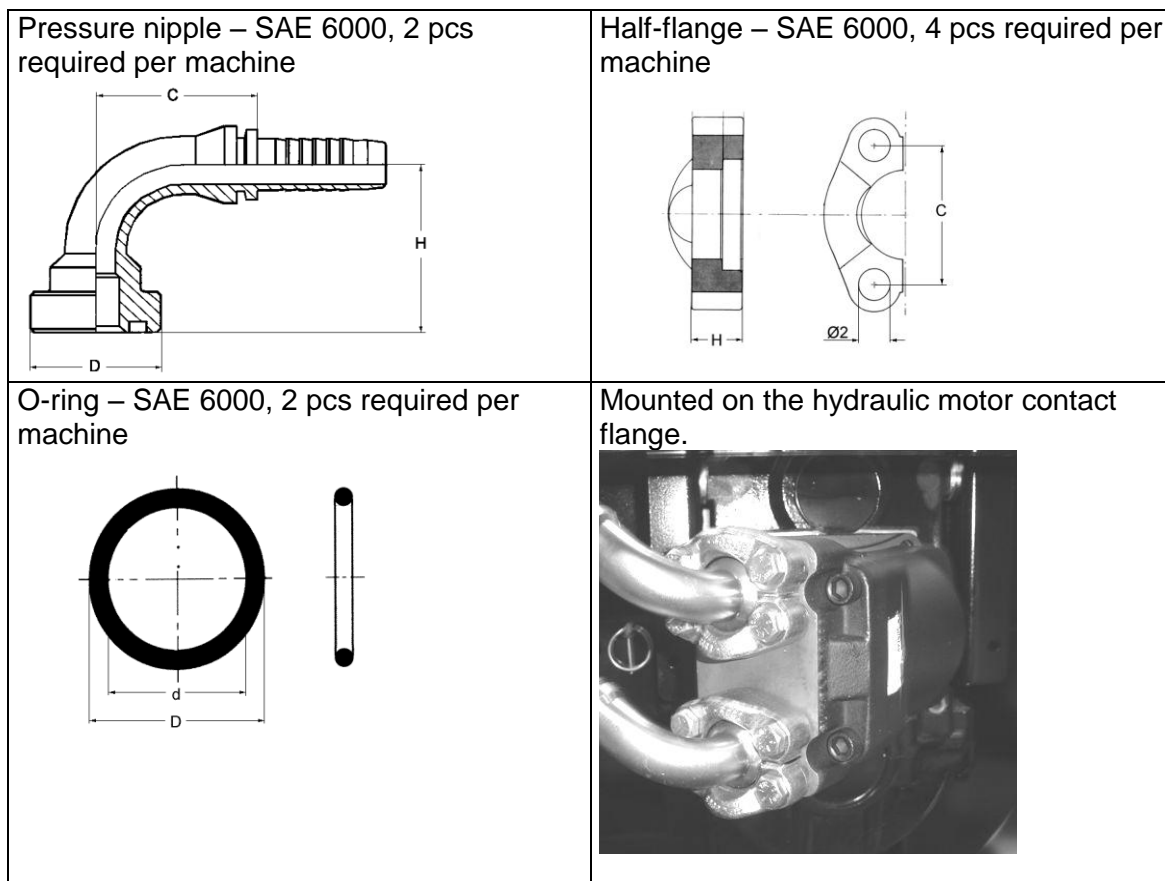 Pressure nipple – SAE 6000, 2 pcs
required per machine
C
H
D
Half-flange – SAE 6000, 4 pcs required per
machine
C
H
Ø2
O-ring – SAE 6000, 2 pcs required per
machine
d
D
Mounted on the hydraulic motor contact
flange.